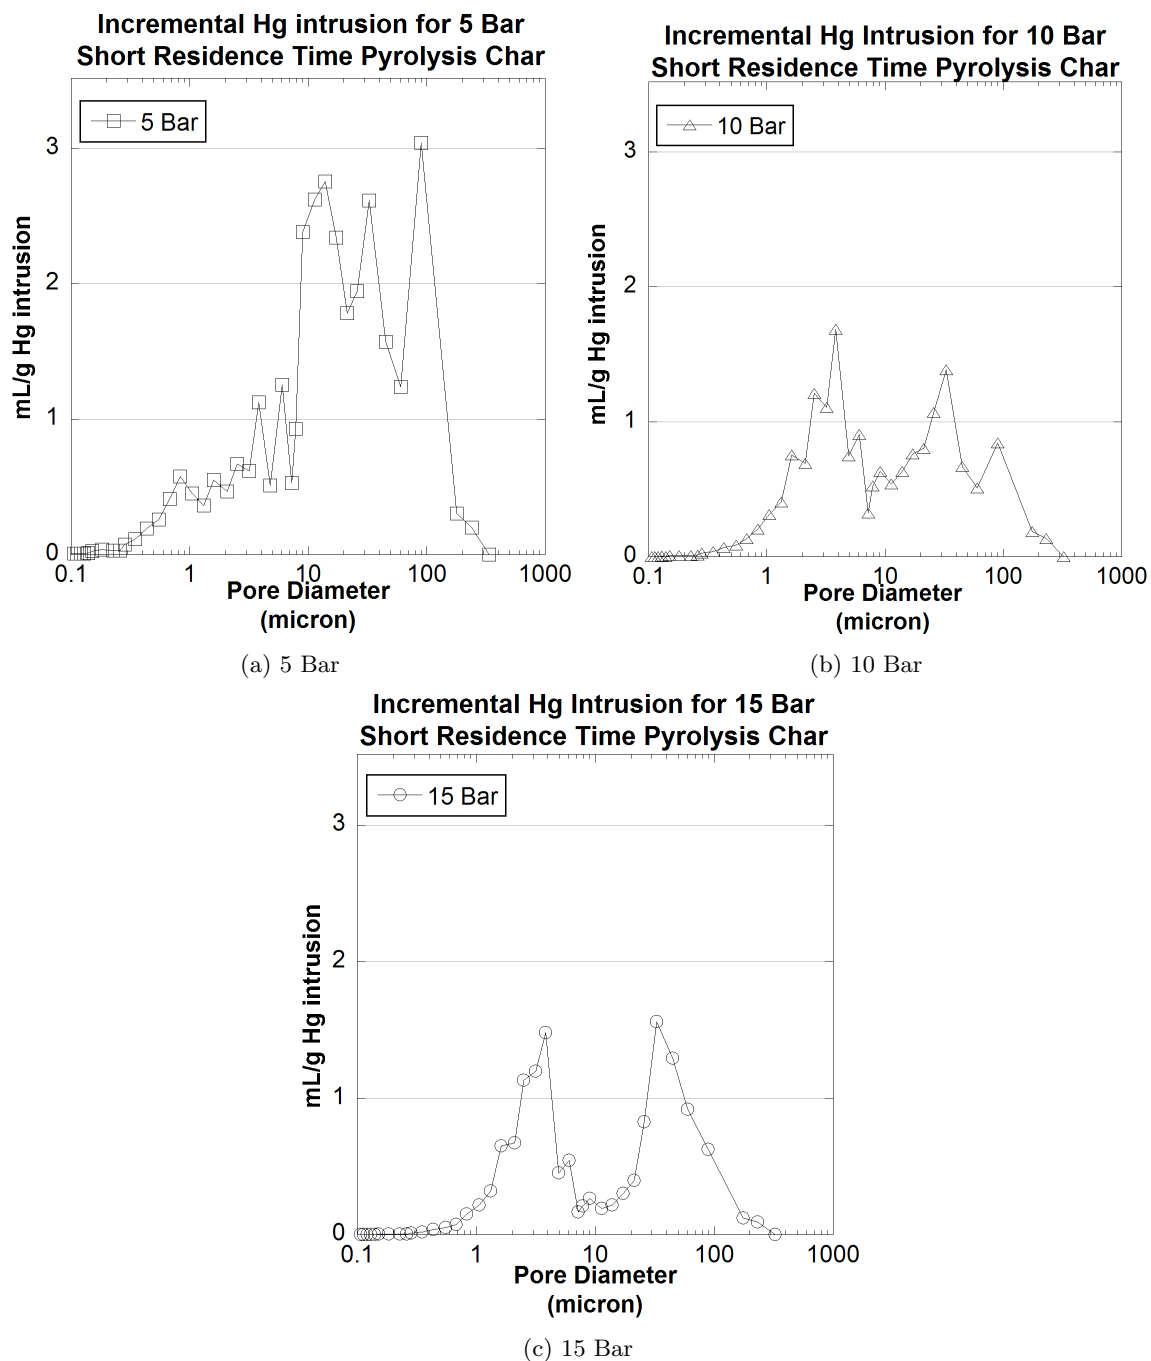 Incremental Hg intrusion for 5 Bar
Short Residence Time Pyrolysis Char
5 Bar
mL/g Hg intrusion
3
2
1
0
0.1 1 10 100 1000
Pore Diameter
(micron)
(a) 5 Bar
Incremental Hg Intrusion for 10 Bar
Short Residence Time Pyrolysis Char
10 Bar
mL/g Hg intrusion
3
2
1
0
0.1 1 10 100 1000
Pore Diameter
(micron)
(b) 10 Bar
Incremental Hg Intrusion for 15 Bar
Short Residence Time Pyrolysis Char
15 Bar
mL/g Hg intrusion
3
2
1
0
0.1 1 10 100 1000
Pore Diameter
(micron)
(c) 15 Bar